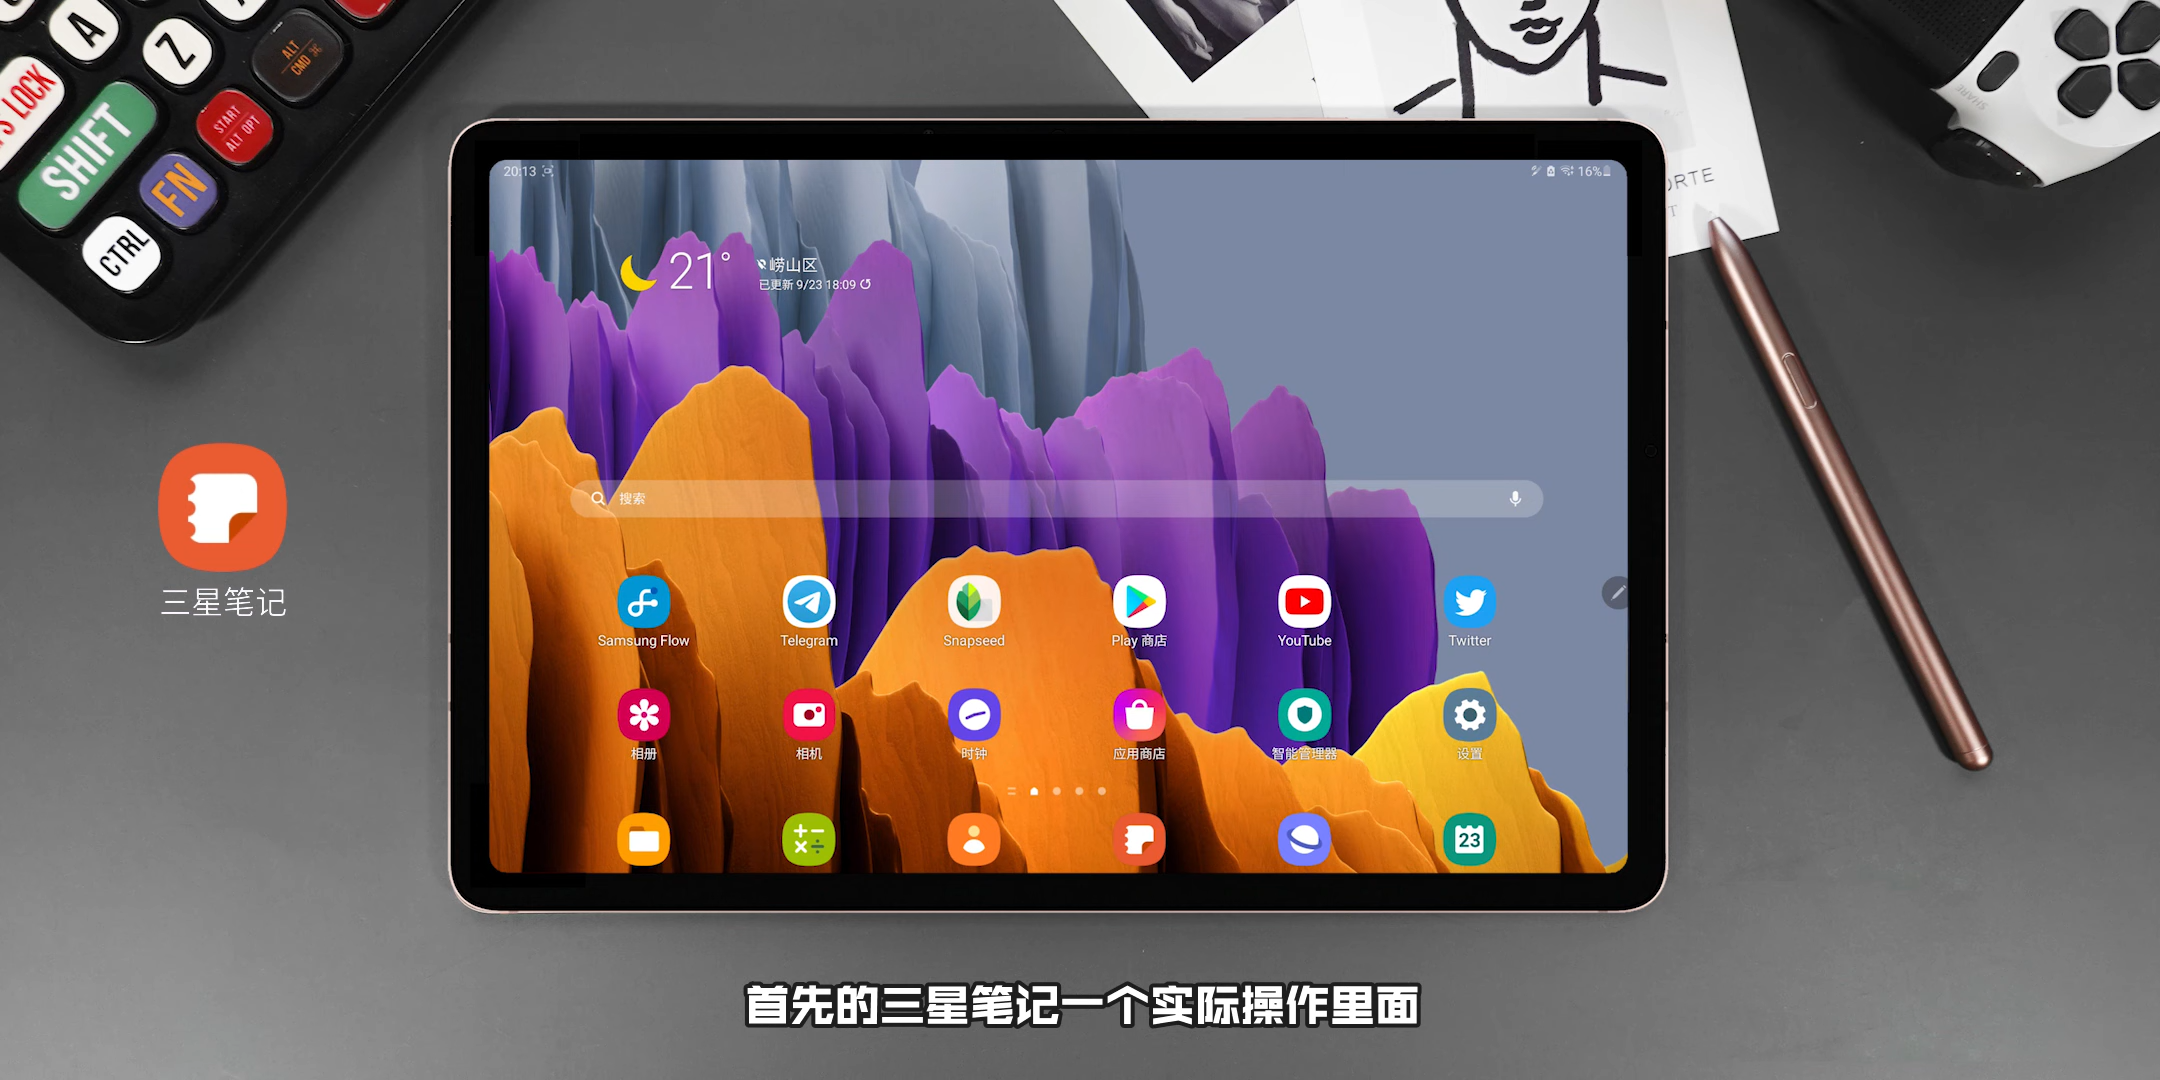 A
Z
ALT
CMD ⌘
LOCK
SHIFT
START
ALT OPT
FN
CTRL
SHARE
ORTE
T
20:13
16%
21°
崂山区
已更新 9/23 18:09
搜索
三星笔记
Samsung Flow
Telegram
Snapseed
Play 商店
YouTube
Twitter
相册
相机
时钟
应用商店
智能管理器
设置
23
首先的三星笔记一个实际操作里面